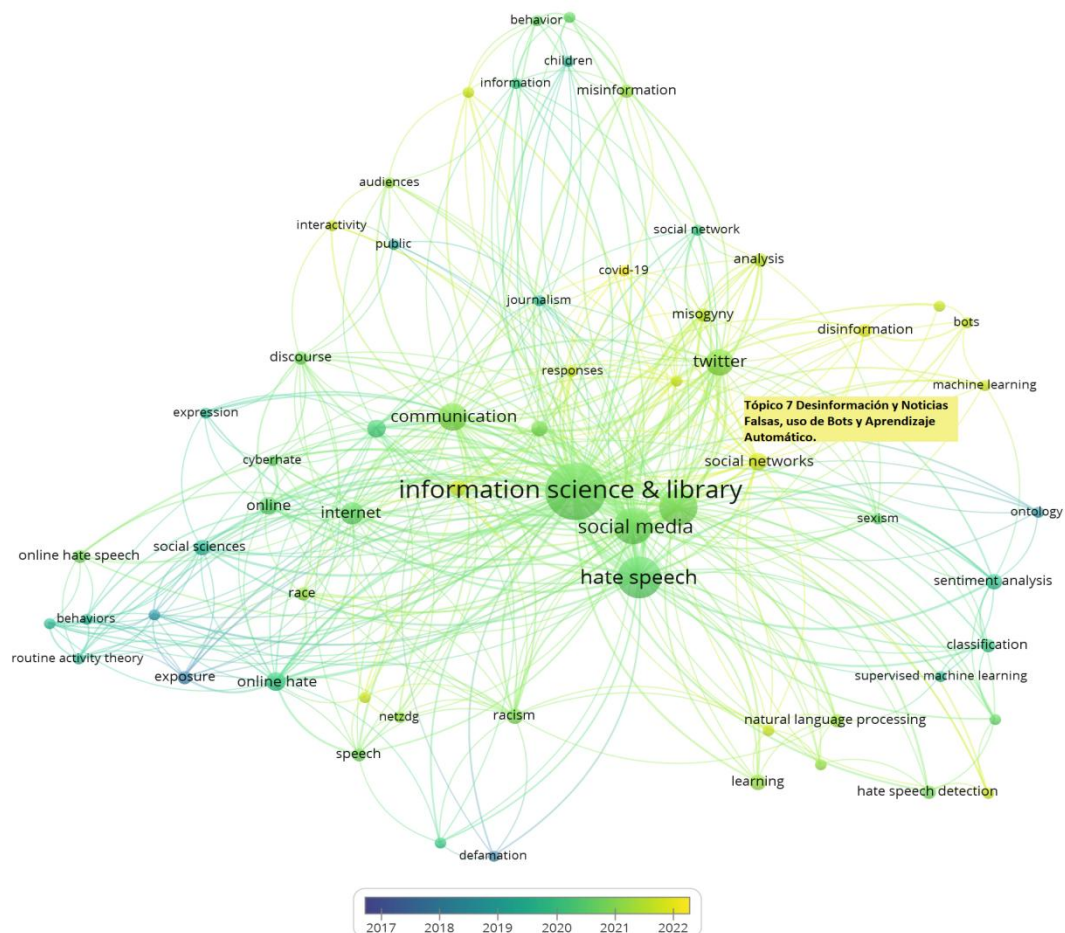 behavior
children
information
misinformation
audiences
interactivity
public
social network
covid-19
analysis
journalism
misogyny
disinformation
bots
discourse
responses
twitter
machine learning
expression
communication
Tópico 7 Desinformación y Noticias
Falsas, uso de Bots y Aprendizaje
Automático.
cyberhate
social networks
information science & library
online
internet
social media
sexism
ontology
online hate speech
social sciences
hate speech
sentiment analysis
race
behaviors
routine activity theory
exposure
online hate
classification
supervised machine learning
netzdg
racism
natural language processing
speech
learning
hate speech detection
defamation
2017 2018 2019 2020 2021 2022